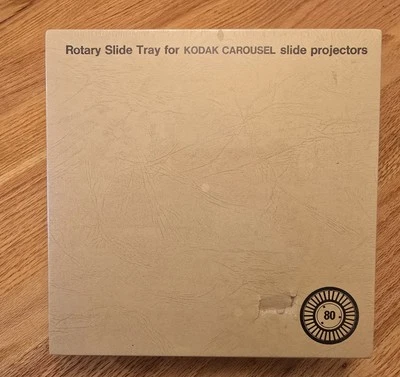 Rotary Slide Tray for KODAK CAROUSEL slide projectors
80